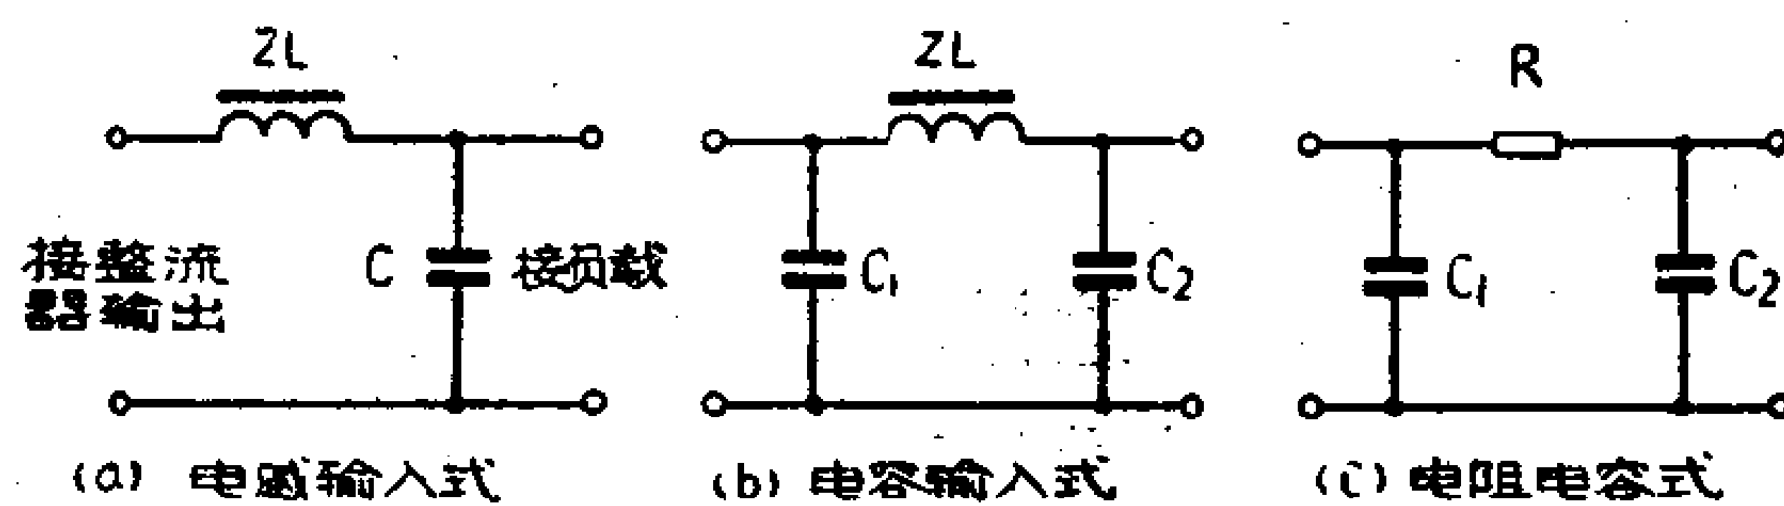 ZL
接整流
器输出
C
接负载
(a) 电感输入式
ZL
C₁
C₂
(b) 电容输入式
R
C₁
C₂
(c) 电阻电容式